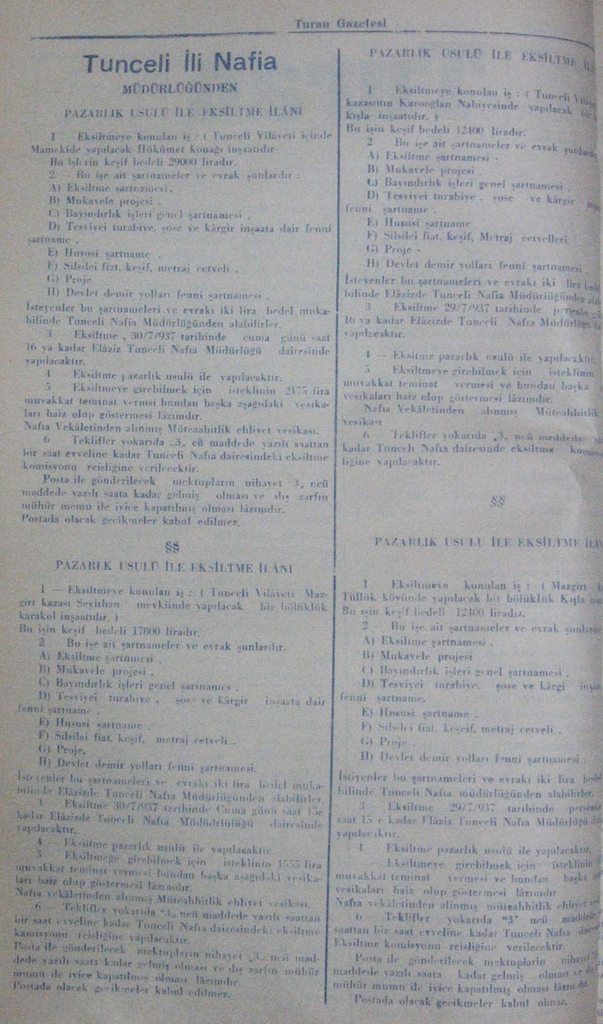 Turan Gazetesi
Tunceli İli Nafia
MÜDÜRLÜĞÜNDEN
PAZARLIK USULÜ İLE EKSİLTME İLÂNI
1 — Eksiltmeye konulan iş : ( Tunceli Vilâyeti içinde
Mamekide yapılacak Hükümet konağı inşaatıdır
Bu işlerin keşif bedeli 29000 liradır.
2 — Bu işe ait şartnameler ve evrak şunlardır :
A) Eksiltme şartnamesi.
B) Mukavele projesi .
C) Bayındırlık işleri genel şartnamesi .
D) Tesviyei turabiye, şose ve kârgir inşaata dair fenni
şartname .
E) Hususi şartname .
F) Silsilei fiat, keşif, metraj cetveli .
G) Proje
H) Devlet demir yolları fenni şartnamesi .
İsteyenler bu şartnameleri ve evrakı iki lira bedel muka-
bilinde Tunceli Nafia Müdürlüğünden alabilirler.
3 — Eksiltme , 30/7/937 tarihinde cuma günü saat
16 ya kadar Elâziz Tunceli Nafia Müdürlüğü dairesinde
yapılacaktır.
4 Eksiltme pazarlık usulü ile yapılacaktır.
5 Eksiltmeye girebilmek için isteklinin 2175 lira
muvakkat teminat vermsi bundan başka aşağıdaki vesika-
ları haiz olup göstermesi lâzımdır.
Nafıa Vekâletinden alınmış Müteaahitlik ehliyet vesikası.
6 Teklifler yokarıda „3„ cü maddede yazılı saattan
bir saat evveline kadar Tunceli Nafia dairesindeki eksiltme
komisyonu reisliğine verilecektir.
Posta ile gönderilecek mektupların nihayet „3„ ncü
maddede yazılı saata kadar gelmiş olması ve dış zarfın
mühür mumu ile iyice kapatılmış olması lâzımdır.
Postada olacak gecikmeler kabul edilmez.
§§
PAZARLIK USULÜ İLE EKSİLTME İLÂNI
1 — Eksiltmeye konulan iş : ( Tunceli Vilâyeti Maz-
girt kazası Seyithan mevkiinde yapılacak bir bölüklük
karakol inşaatıdır. )
Bu işin keşif bedeli 17800 liradır.
2 — Bu işe ait şartnameler ve evrak şunlardır.
A) Eksiltme şartnamesi .
B) Mukavele projesi .
C) Bayındırlık işleri genel şartnames .
D) Tesviyei turabiye , şose ve kârgir inşaata dair
fenni şartname .
E) Hususi şartname
F) Silsilei fiat, keşif, metraj cetveli .
G) Proje,
H) Devlet demir yolları fenni şartnamesi.
İsteyenler bu şartnameleri ve evrakı iki lira bedel muka-
bilinde Elâzizde Tunceli Nafia Müdürlüğünden alabilirler.
3 Eksiltme 30/7/937 tarihinde Cuma günü saat 15e
kadar Elâzizde Tunceli Nafia Müdürlüğü dairesinde
yapılacaktır.
4 — Eksiltme pazarlık usulü ile yapılacaktır.
5 Eksiltmeğe girebilmek için isteklinin 1335 lira
muvakkat teminat vermesi bundan başka aşağıdaki vesika-
ları haiz olup göstermesi lâzımdır.
Nafıa vekâletinden alınmış Müteahhitlik ehliyet vesikası.
6 — Teklifler yokarıda "3„ ncü maddede yazılı saattan
bir saat evveline kadar Tunceli Nafia dairesindeki eksiltme
komisyonu reisliğine yapılacaktır.
Posta ile gönderilecek mektupların nihayet „3„ ncü mad-
dede yazılı saata kadar gelmiş olması ve dış zarfın mühür
mumu ile iyice kapatılmış olması lâzımdır.
Postada olacak gecikmeler kabul edilmez.
PAZARLIK USULÜ İLE EKSİLTME
1 Eksiltmeye konulan iş : ( Tunceli
kazasının Karaoğlan Nahiyesinde yapılacak bir
kışla inşaatıdır. )
Bu işin keşif bedeli 12400 liradır.
2 Bu işe ait şartnameler ve evrak
A) Eksiltme şartnamesi
B) Mukavele projesi .
C) Bayındırlık işleri genel şartnamesi .
D) Tesviyei turabiye , şose ve kârgir
fenni şartname .
E) Hususi şartname
F) Silsilei fiat, keşif, Metraj cetvelleri.
G) Proje -
H) Devlet demir yolları fenni şartnamesi
İsteyenler bu şartnameleri ve evrakı iki lira
bilinde Elâzizde Tunceli Nafia Müdürlüğünden
3 Eksiltme 29/7/937 tarihinde
16 ya kadar Elâzizde Tunceli Nafia
yapılacaktır.
4 — Eksiltme pazarlık usulü ile yapılacaktır.
5 Eksiltmeye girebilmek için isteklinin
muvakkat teminat vermesi ve bundan başka
vesikaları haiz olup göstermesi lâzımdır.
Nafıa Vekâletinden alınmış Müteahhitlik
vesikası
6 Teklifler yokarıda „3„ ncü maddede
kadar Tunceli Nafia dairesinde eksiltme
liğine yapılacaktır.
§§
PAZARLIK USULÜ İLE EKSİLTME
1 Eksiltmeye konulan iş : ( Mazgirt
Tüllük köyünde yapılacak bir bölüklük Kışla
Bu işin keşif bedeli 12400 liradır.
2 — Bu işe ait şartnameler ve evrak
A) Eksiltme şartnamesi .
B) Mukavele projesi
C) Bayındırlık işleri genel şartnamesi .
D) Tesviyei turabiye, şose ve kârgi
fenni şartname.
E) Hususi şartname .
F) Silsilei fiat, keşif, metraj cetveli .
G) Proje .
H) Devlet demir yolları fenni şartnamesi
İstiyenler bu şartnameleri ve evrakı iki lira
bilinde Tunceli Nafia müdürlüğünden alabilirler.
3 Eksiltme 29/7/937 tarihinde
saat 15 e kadar Elâziz Tunceli Nafia Müdürlüğü
yapılacaktır.
4 Eksiltme pazarlık usulü ile yapılacaktır.
Eksiltmeye girebilmek için isteklinin
muvakkat teminat vermesi ve bundan başka
vesikaları haiz olup göstermesi lâzımdır
Nafıa vekâletinden alınmış müteahhitlik ehliyet
6 Teklifler yokarıda "3" ncü
saattan bir saat evveline kadar Tunceli Nafia
Eksiltme komisyonu reisliğine verilecektir.
Posta ile gönderilecek mektupların
maddede yazılı saata kadar gelmiş olması ve
mumu ile iyice kapatılmış olması
Postada olacak gecikmeler kabul olmaz.